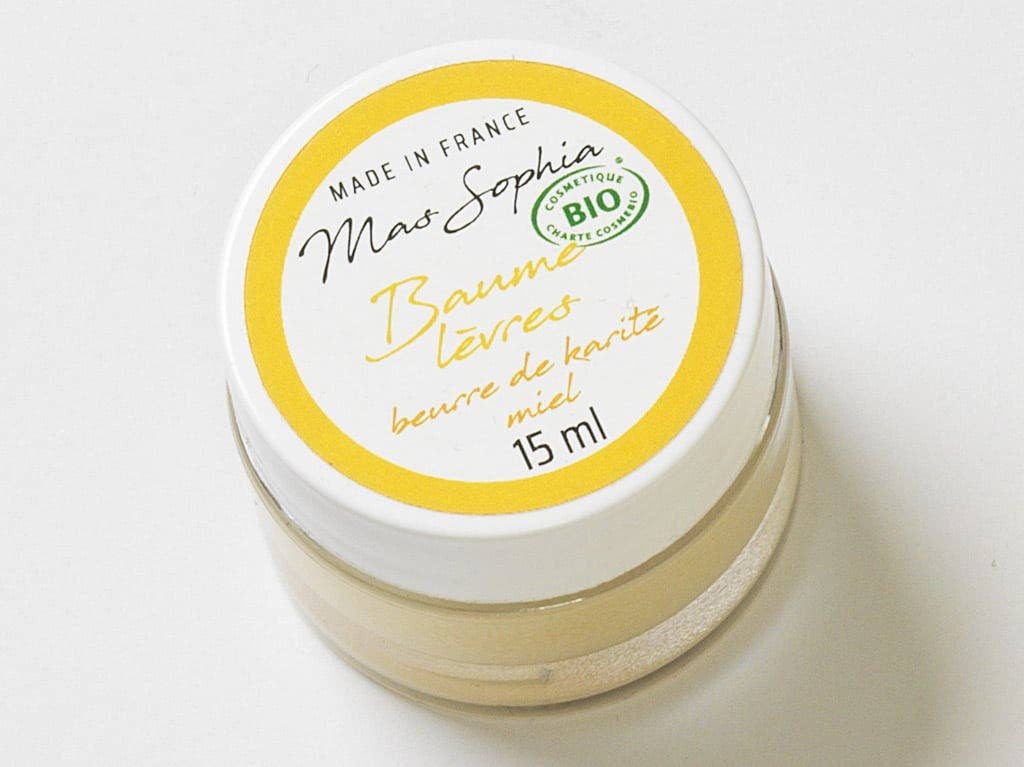 MADE IN FRANCE
Mas Sophia
COSMETIQUE
BIO
CHARTE COSMEBIO
Baume
lèvres
beurre de karité
miel
15 ml